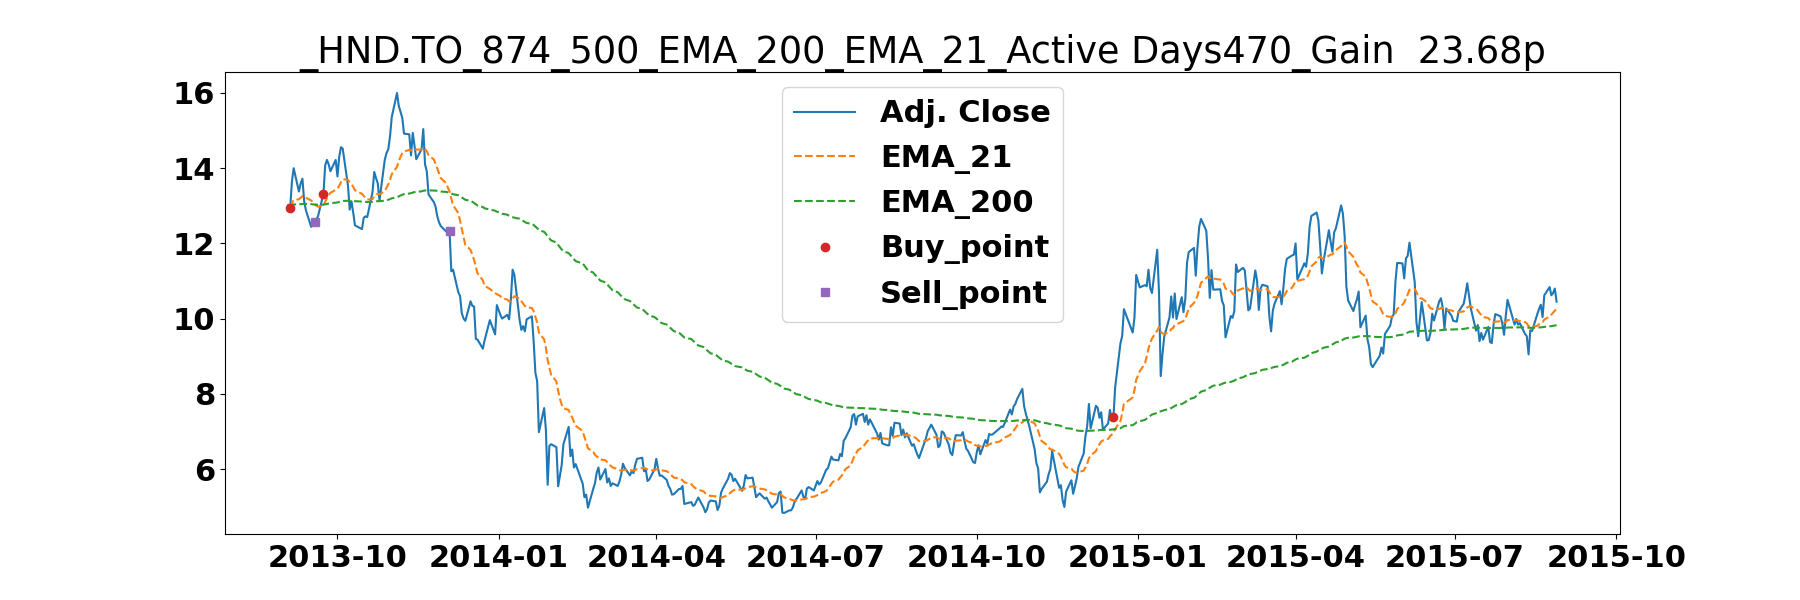 _HND.TO_874_500_EMA_200_EMA_21_Active Days470_Gain  23.68p
16
14
12
10
8
6
Adj. Close
EMA_21
EMA_200
Buy_point
Sell_point
2013-10 2014-01 2014-04 2014-07 2014-10 2015-01 2015-04 2015-07 2015-10